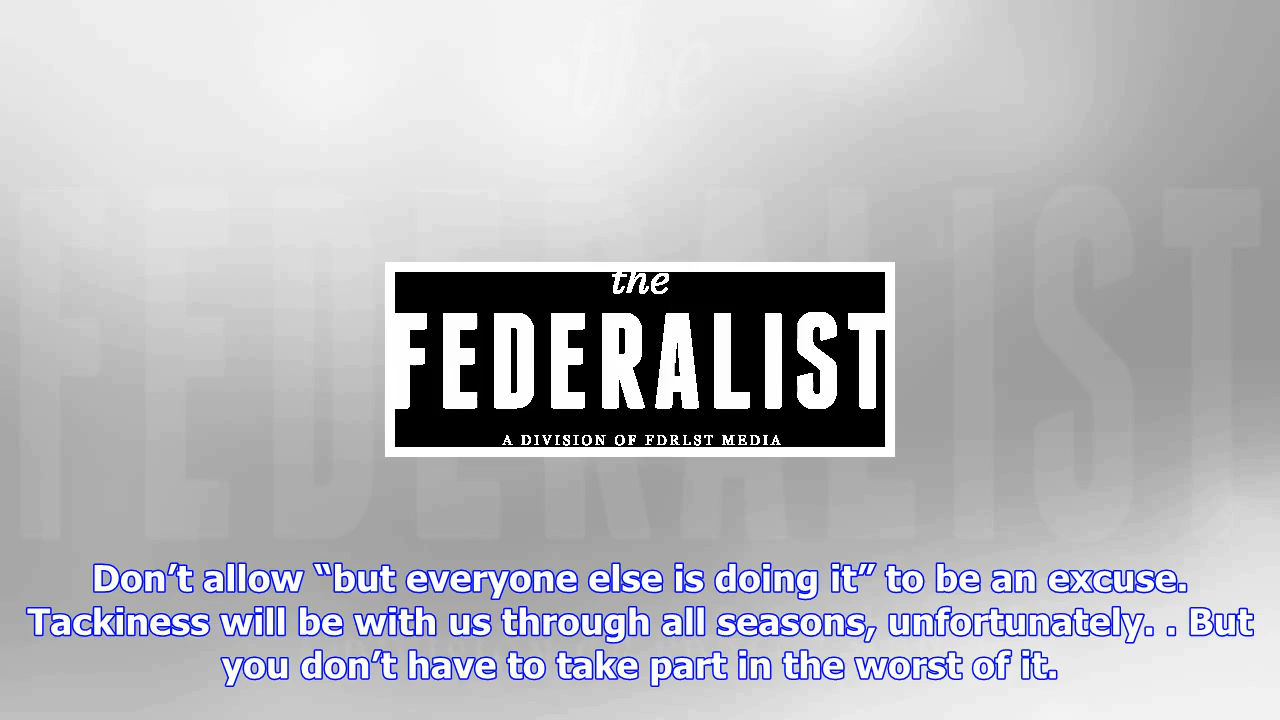 the
FEDERALIST
the
FEDERALIST
A DIVISION OF FDRLST MEDIA
Don’t allow “but everyone else is doing it” to be an excuse.
Tackiness will be with us through all seasons, unfortunately. . But
you don’t have to take part in the worst of it.